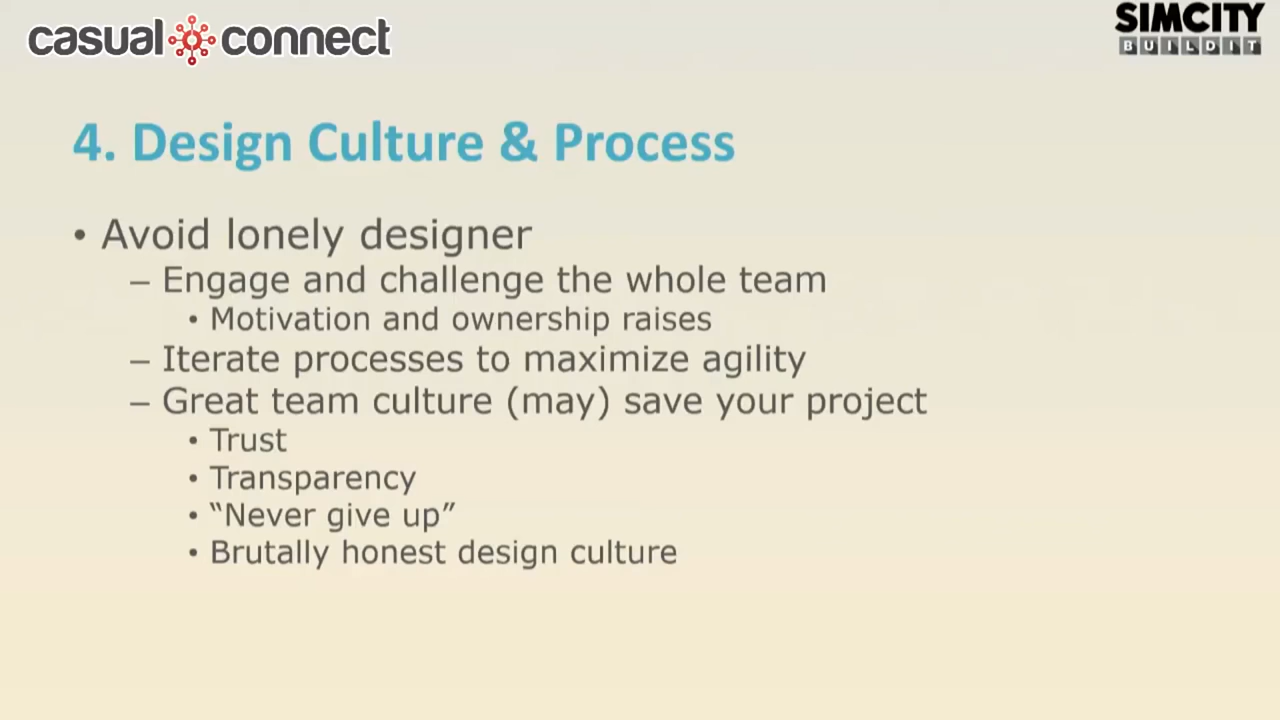 casual connect
SIMCITY
BUILDIT
4. Design Culture & Process
• Avoid lonely designer
– Engage and challenge the whole team
• Motivation and ownership raises
– Iterate processes to maximize agility
– Great team culture (may) save your project
• Trust
• Transparency
• “Never give up”
• Brutally honest design culture